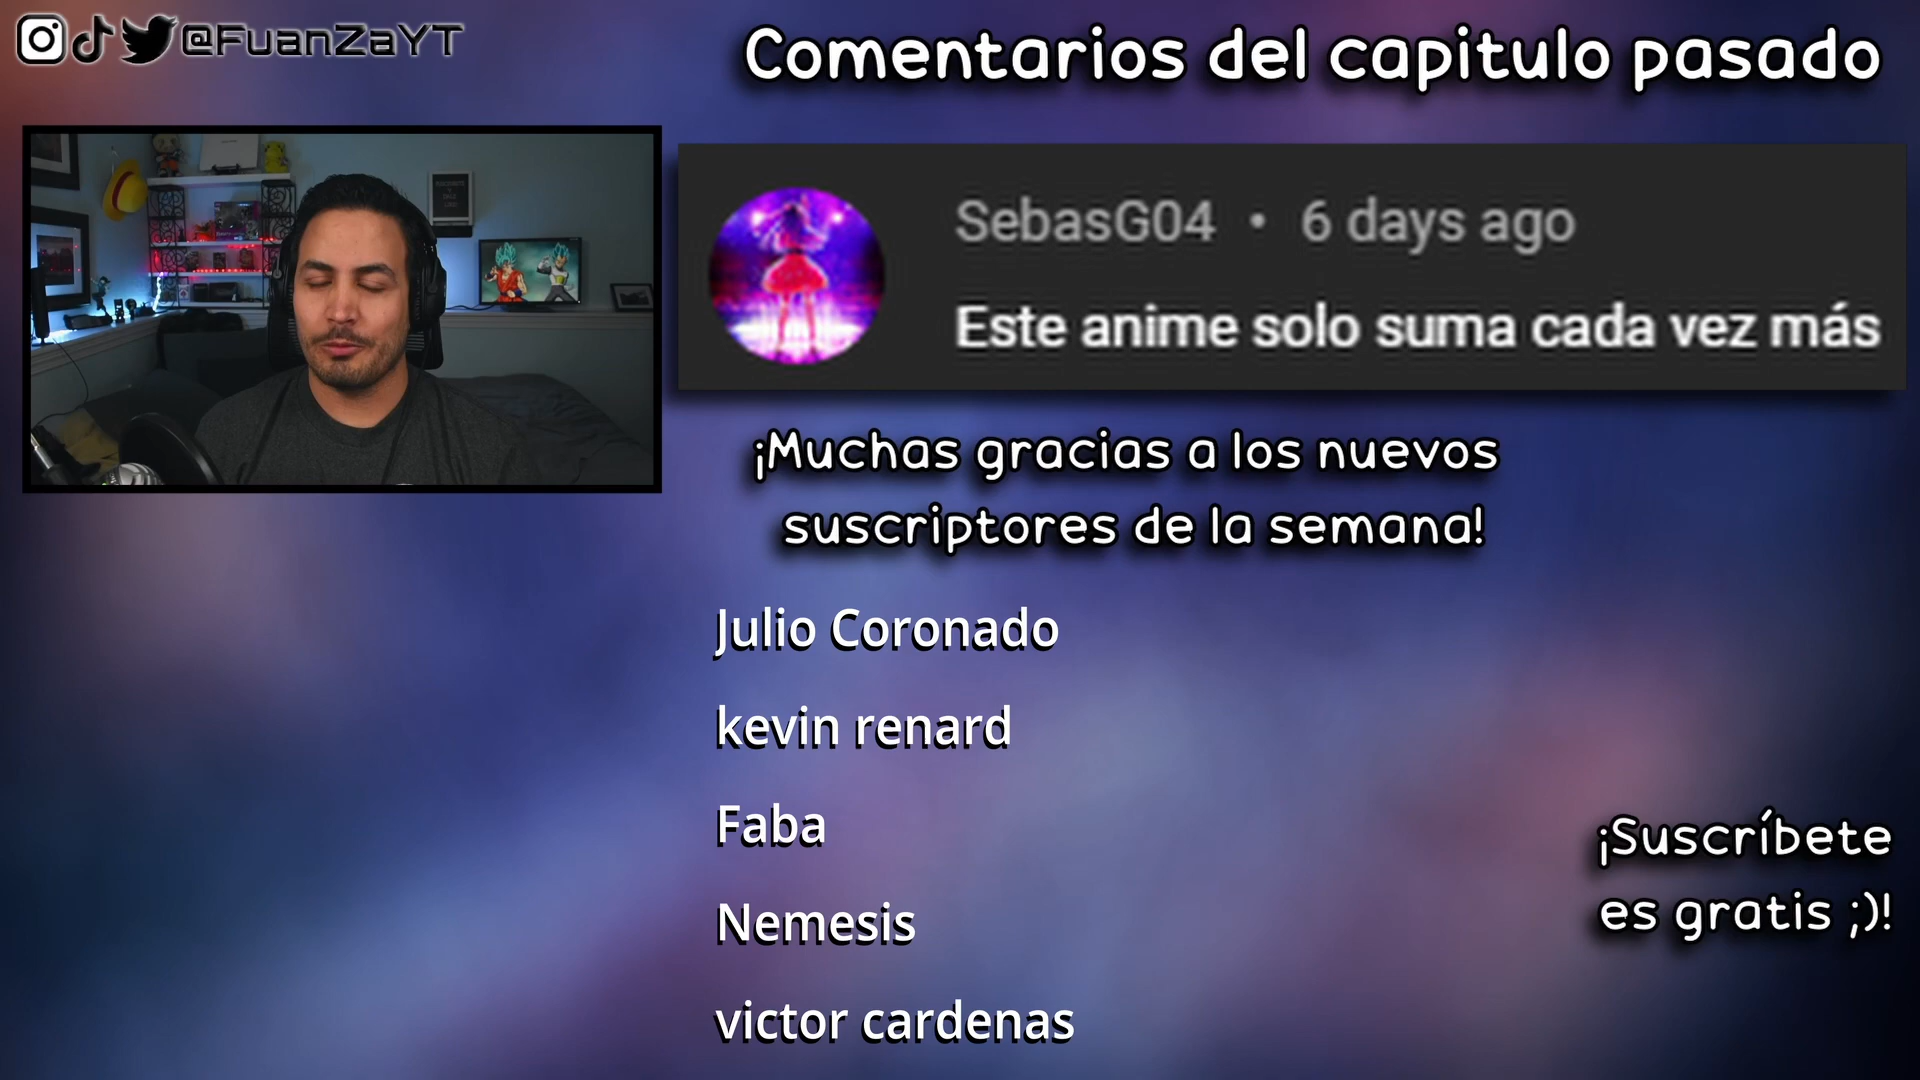 @FuanZaYT
Comentarios del capitulo pasado
SebasG04 • 6 days ago
Este anime solo suma cada vez más
¡Muchas gracias a los nuevos
suscriptores de la semana!
Julio Coronado
kevin renard
Faba
Nemesis
victor cardenas
¡Suscríbete
es gratis ;)!